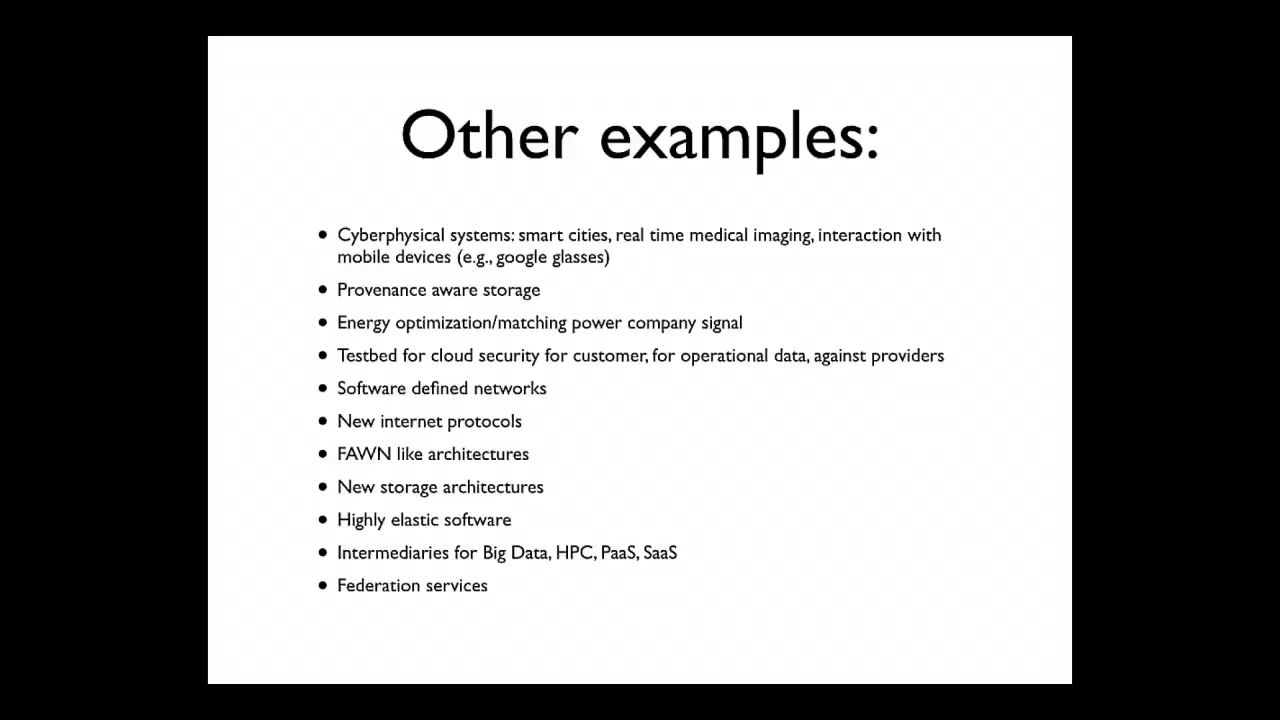 Other examples:
• Cyberphysical systems: smart cities, real time medical imaging, interaction with
mobile devices (e.g., google glasses)
• Provenance aware storage
• Energy optimization/matching power company signal
• Testbed for cloud security for customer, for operational data, against providers
• Software defined networks
• New internet protocols
• FAWN like architectures
• New storage architectures
• Highly elastic software
• Intermediaries for Big Data, HPC, PaaS, SaaS
• Federation services